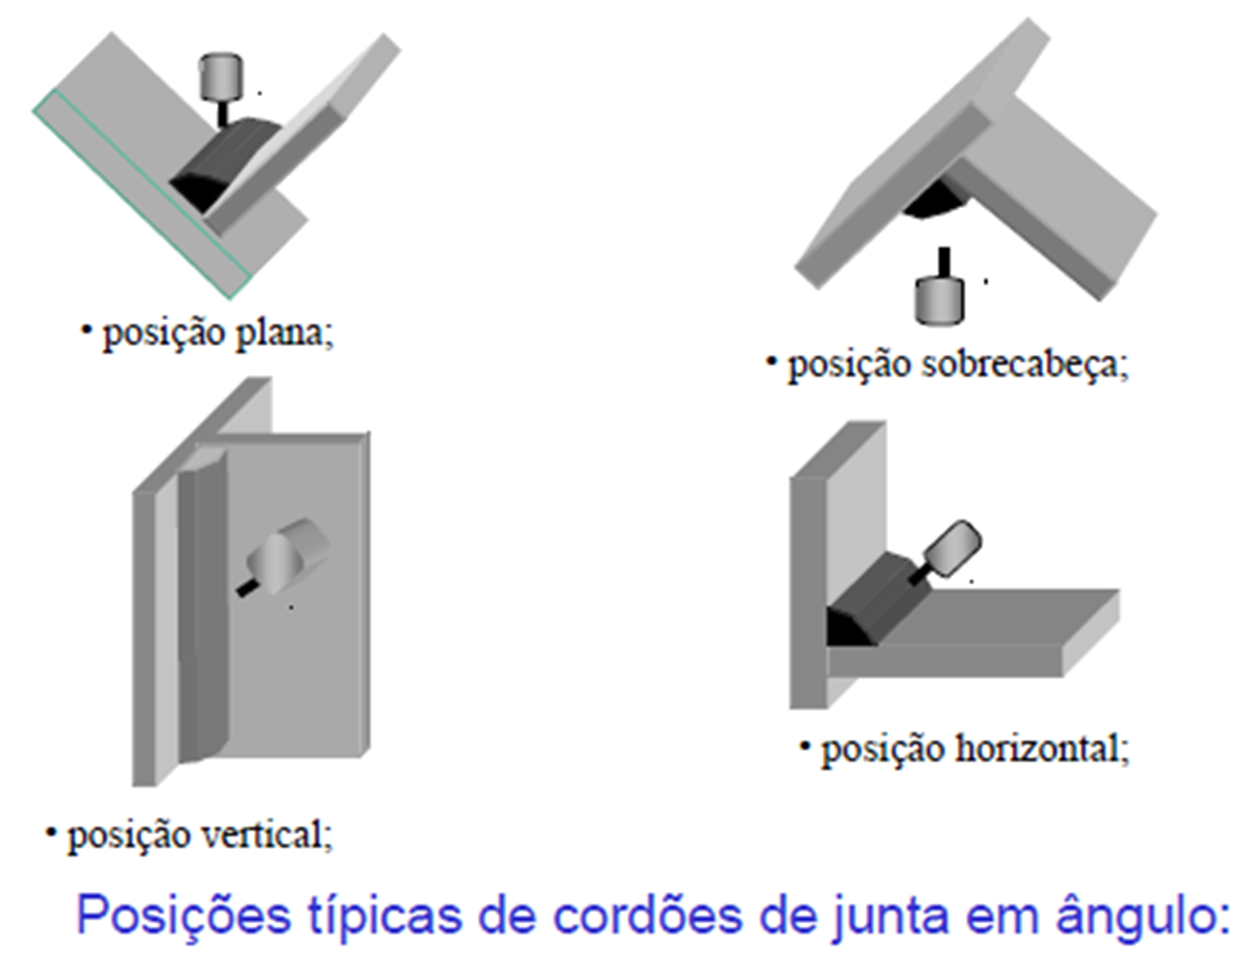 • posição plana;
• posição sobrecabeça;
• posição vertical;
• posição horizontal;
Posições típicas de cordões de junta em ângulo: